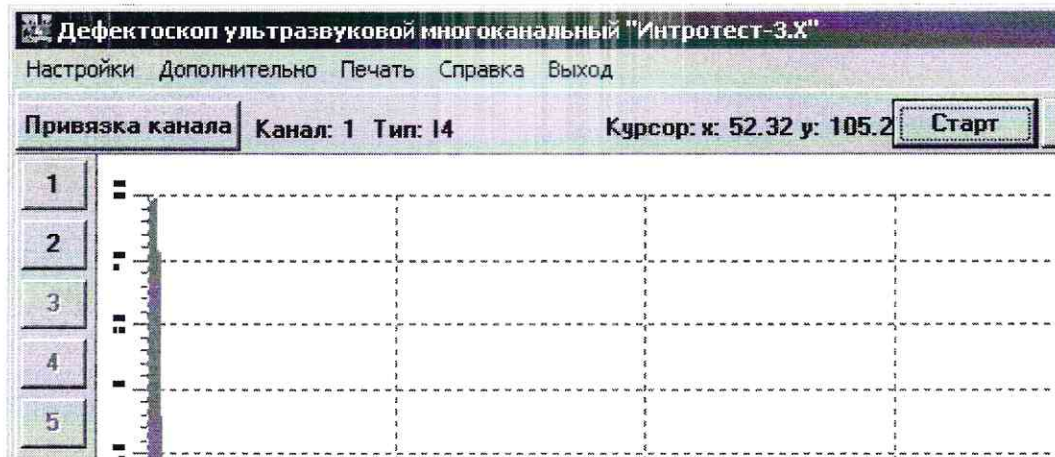 Дефектоскоп ультразвуковой многоканальный "Интротест-3.X"
Настройки Дополнительно Печать Справка Выход
Привязка канала Канал: 1 Тип: I4 Курсор: x: 52.32 y: 105.2 Старт
1
2
3
4
5